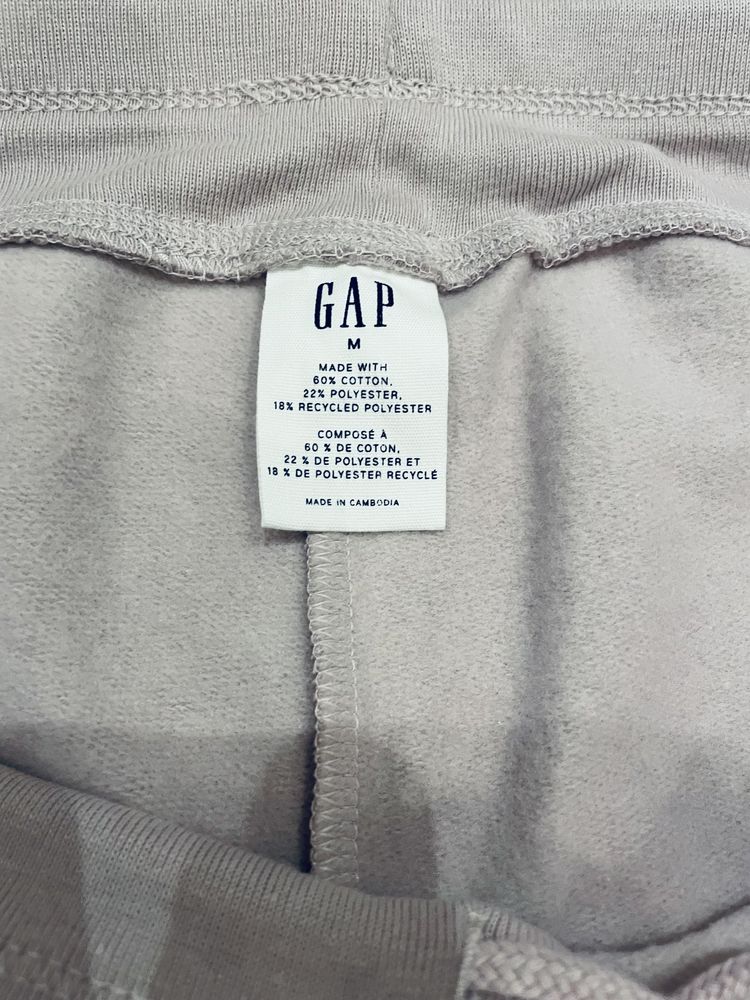 GAP
M
MADE WITH
60% COTTON,
22% POLYESTER,
18% RECYCLED POLYESTER
COMPOSÉ À
60 % DE COTON,
22 % DE POLYESTER ET
18 % DE POLYESTER RECYCLÉ
MADE IN CAMBODIA